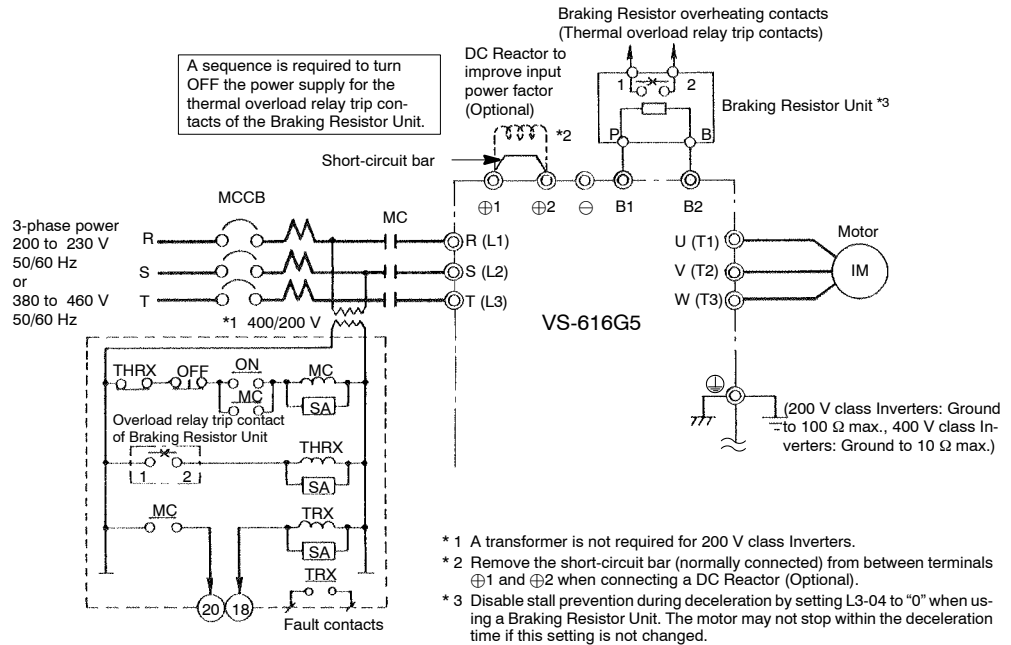 Braking Resistor overheating contacts
(Thermal overload relay trip contacts)
A sequence is required to turn
OFF the power supply for the
thermal overload relay trip con-
tacts of the Braking Resistor Unit.
DC Reactor to
improve input
power factor
(Optional)
*2
1 2
P B
Braking Resistor Unit *3
Short-circuit bar
⊕1 ⊕2 ⊖ B1 B2
MCCB
MC
3-phase power
200 to 230 V
50/60 Hz
or
380 to 460 V
50/60 Hz
R
S
T
R (L1)
S (L2)
T (L3)
U (T1)
V (T2)
W (T3)
Motor
IM
*1 400/200 V
VS-616G5
THRX OFF ON MC
MC
SA
Overload relay trip contact
of Braking Resistor Unit
1 2
THRX
SA
MC
TRX
SA
TRX
20 18
Fault contacts
(200 V class Inverters: Ground
to 100 Ω max., 400 V class In-
verters: Ground to 10 Ω max.)
* 1 A transformer is not required for 200 V class Inverters.
* 2 Remove the short-circuit bar (normally connected) from between terminals
⊕1 and ⊕2 when connecting a DC Reactor (Optional).
* 3 Disable stall prevention during deceleration by setting L3-04 to “0” when us-
ing a Braking Resistor Unit. The motor may not stop within the deceleration
time if this setting is not changed.